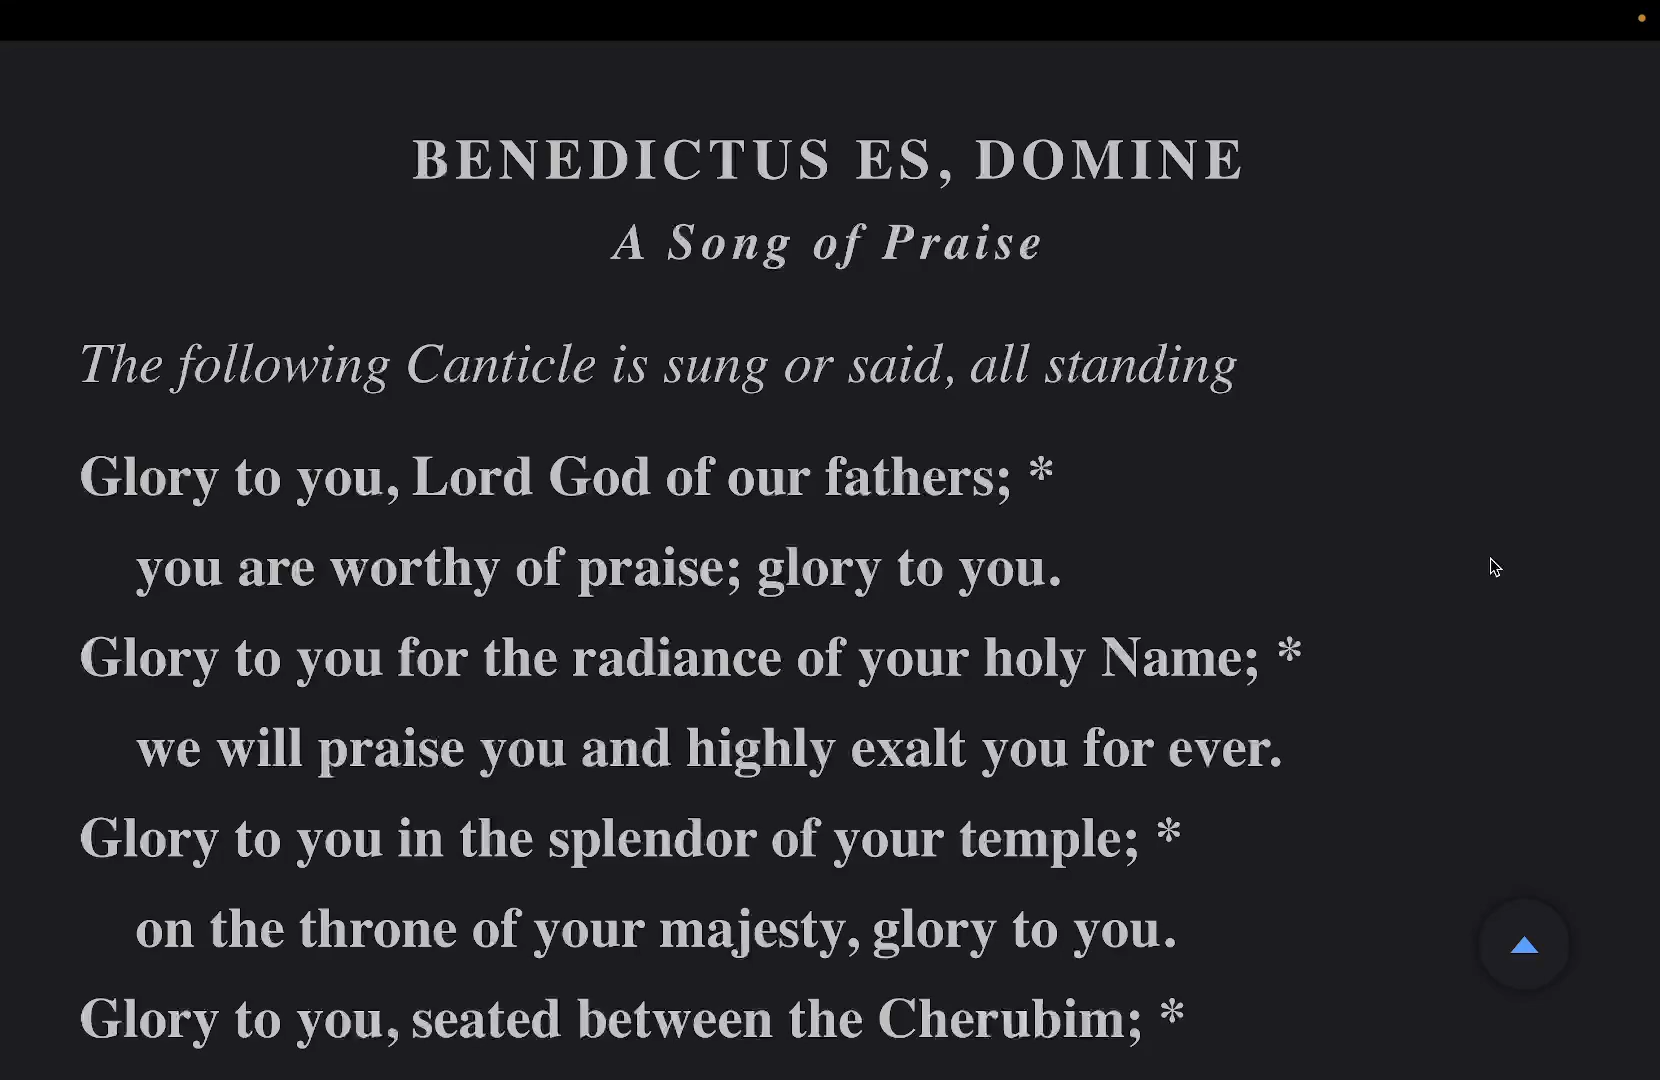 BENEDICTUS ES, DOMINE
A Song of Praise
The following Canticle is sung or said, all standing
Glory to you, Lord God of our fathers; *
you are worthy of praise; glory to you.
Glory to you for the radiance of your holy Name; *
we will praise you and highly exalt you for ever.
Glory to you in the splendor of your temple; *
on the throne of your majesty, glory to you.
Glory to you, seated between the Cherubim; *